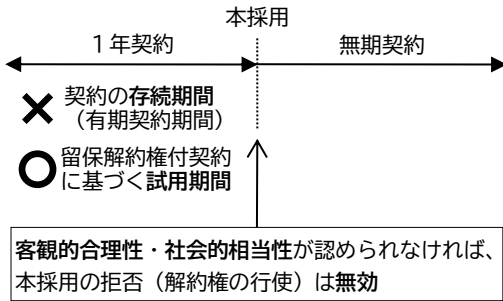 本採用
１年契約
無期契約
契約の存続期間
（有期契約期間）
留保解約権付契約
に基づく試用期間
客観的合理性・社会的相当性が認められなければ、
本採用の拒否（解約権の行使）は無効